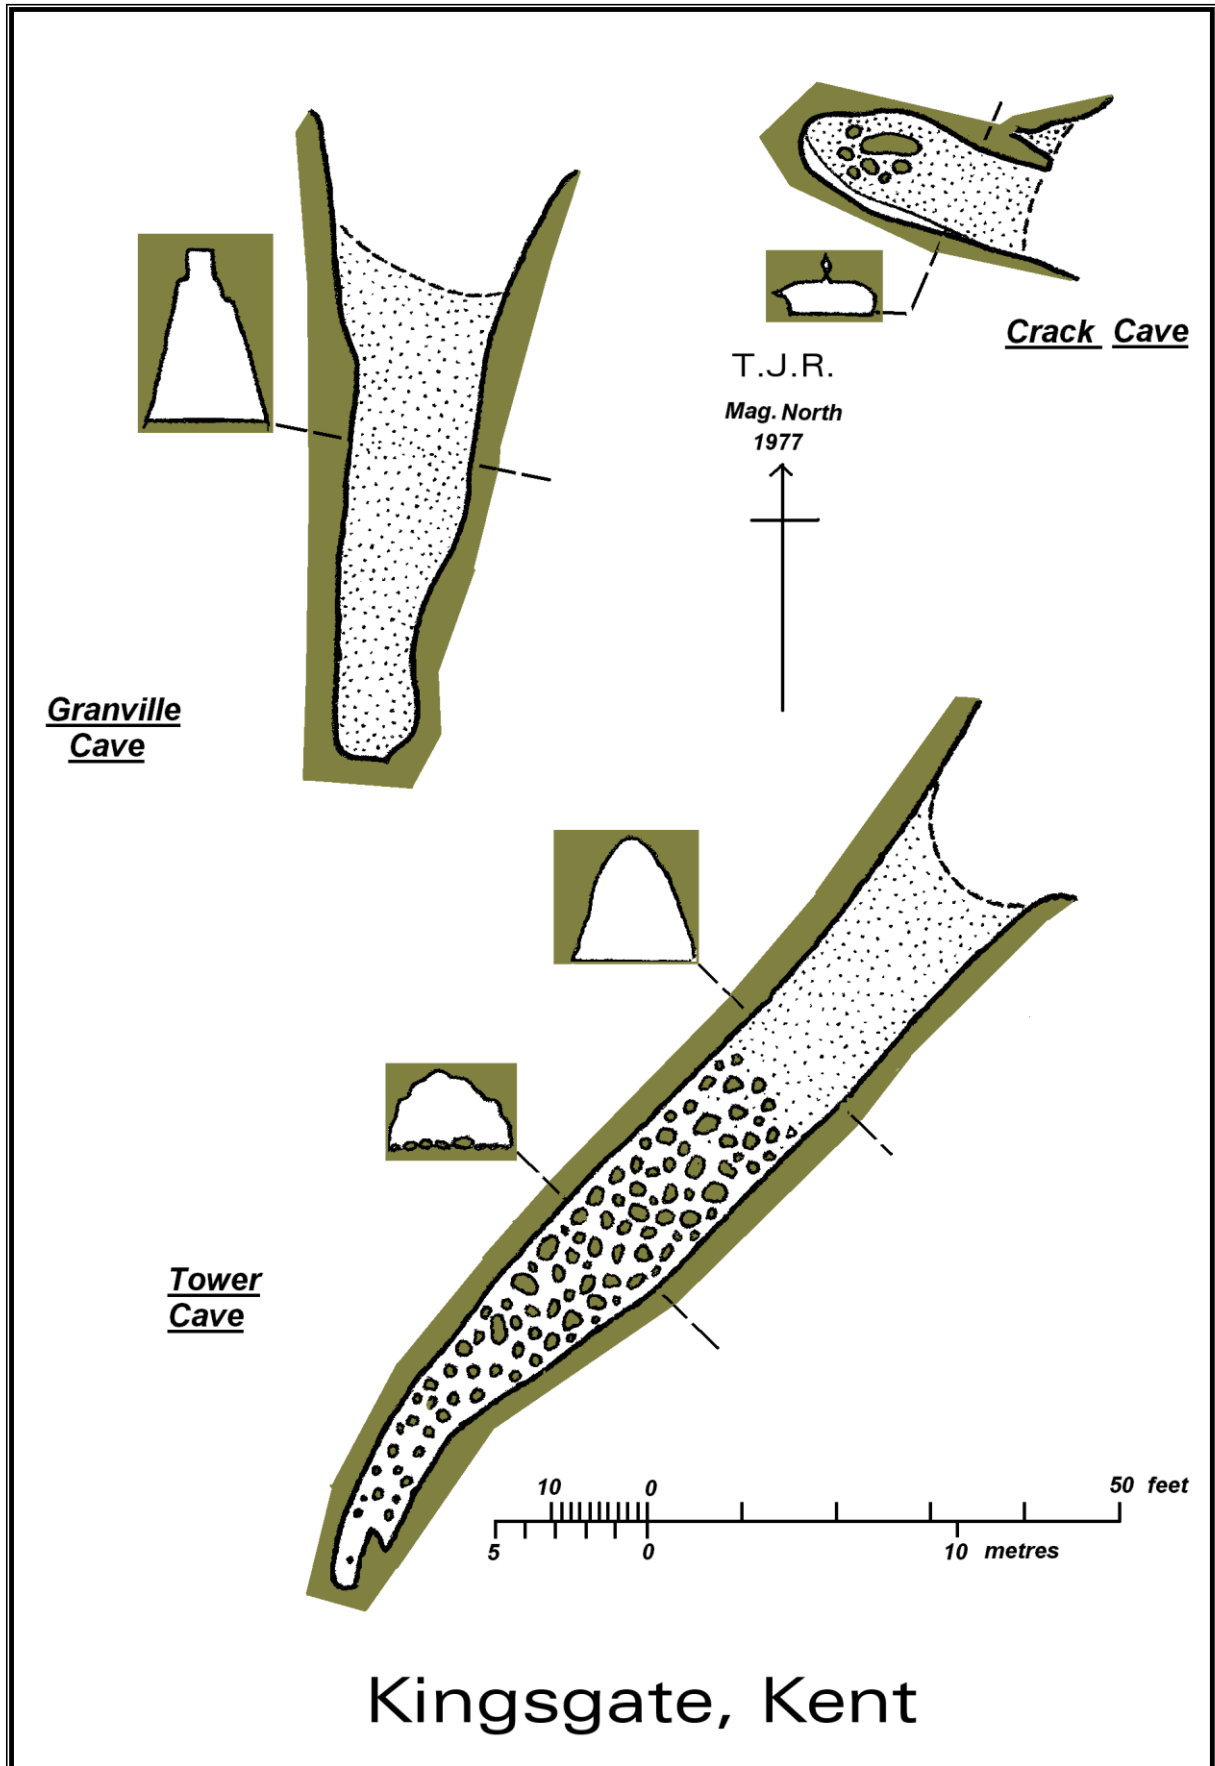 Crack Cave
T.J.R.
Mag. North
1977
Granville
Cave
Tower
Cave
10 0 50 feet
5 0 10 metres
Kingsgate, Kent